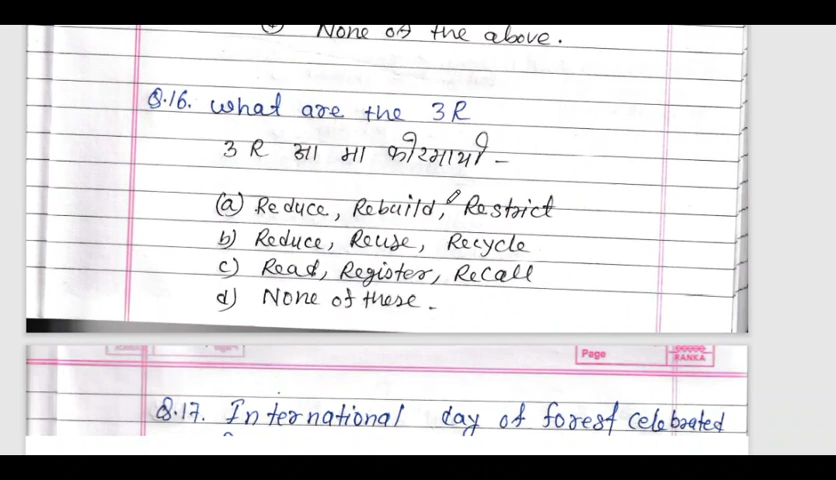 None of the above.
Q.16. What are the 3R
3 R
(a) Reduce, Rebuild, Restrict
b) Reduce, Reuse, Recycle
c) Read, Register, Recall
d) None of these.
Page
RANKA
Q.17. International day of forest celebrated